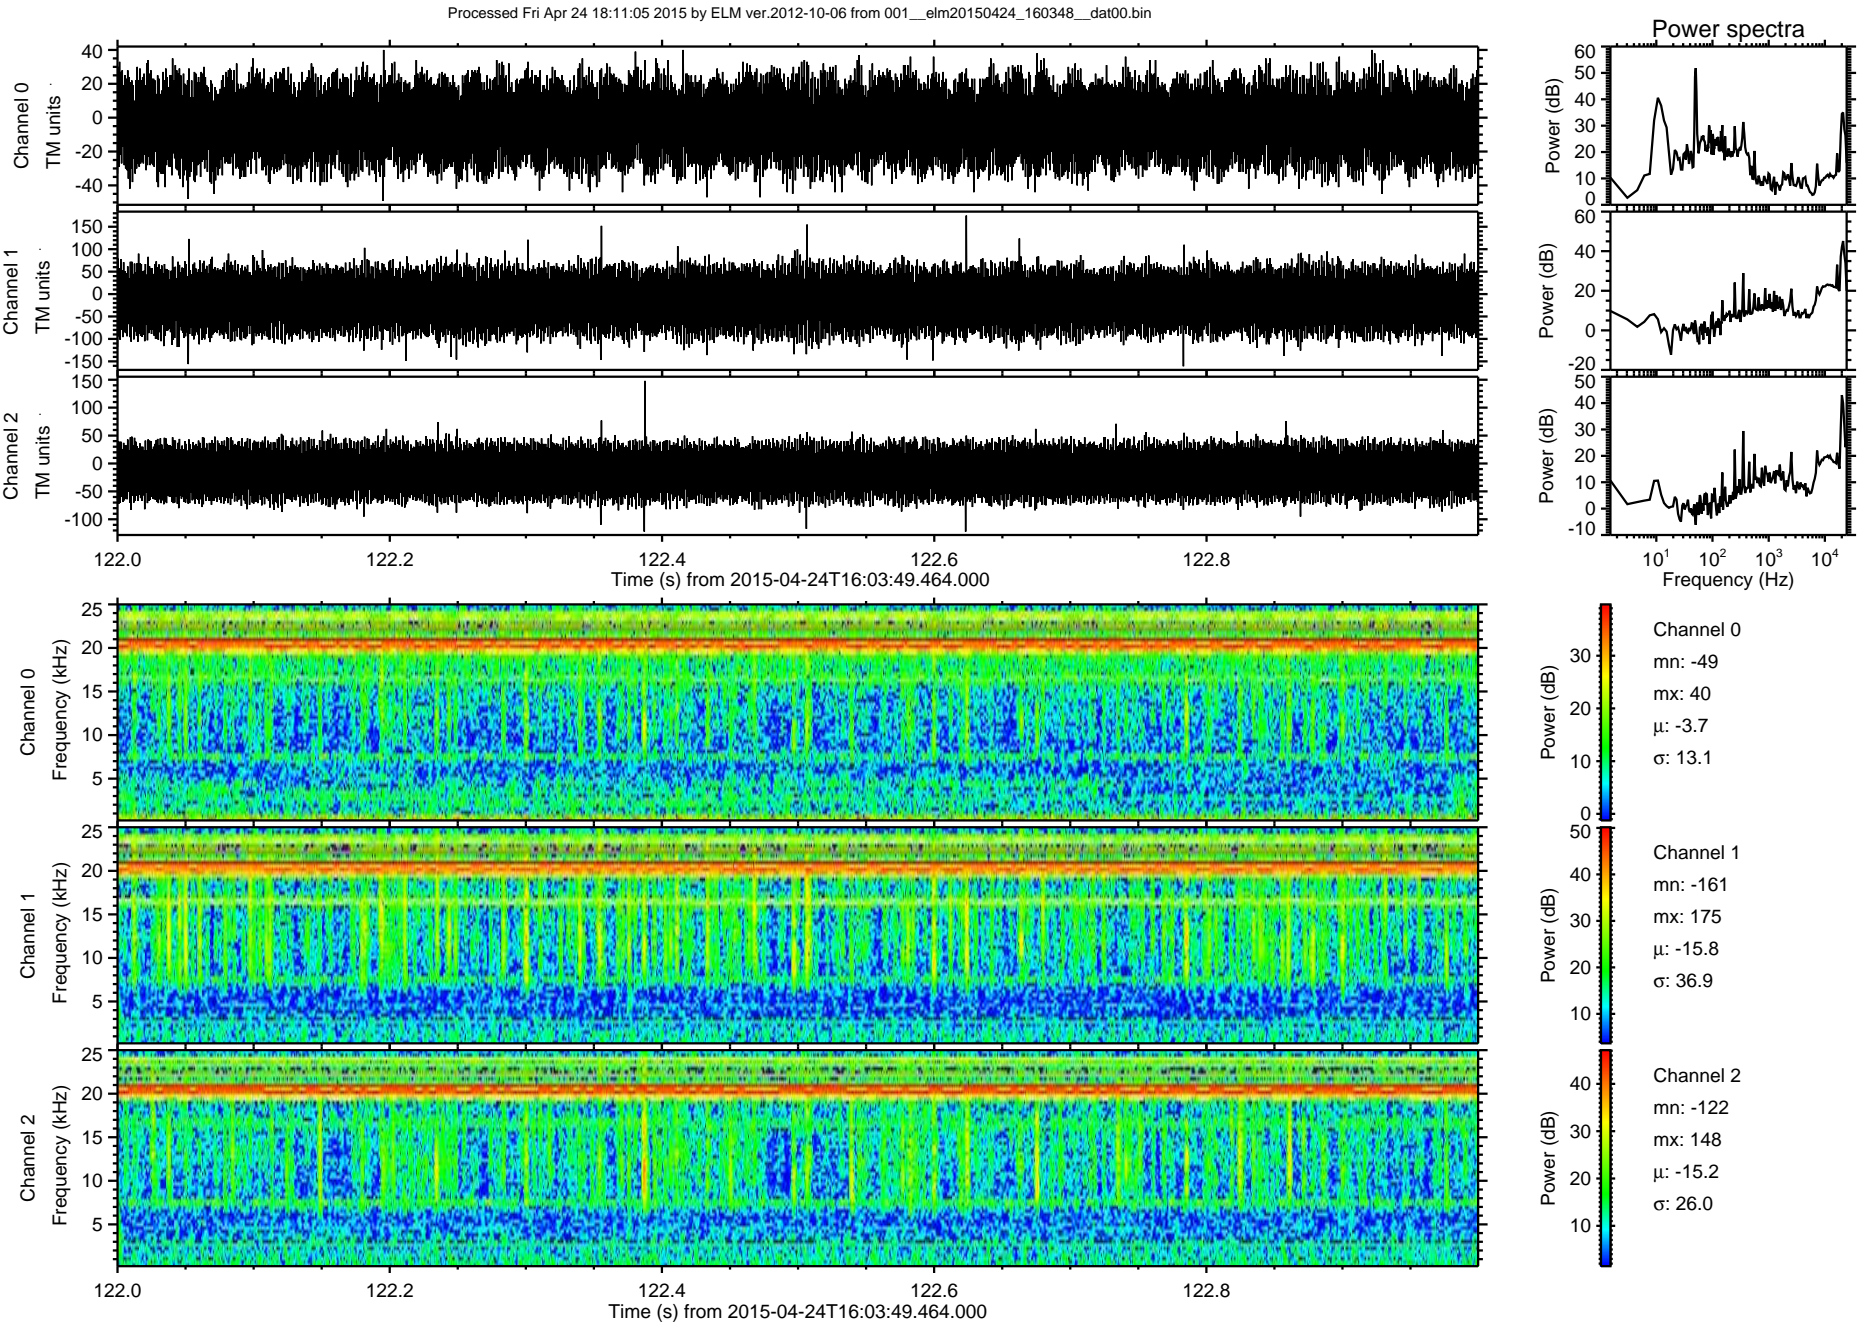 Processed Fri Apr 24 18:11:05 2015 by ELM ver.2012-10-06 from 001__elm20150424_160348__dat00.bin
Power spectra
Channel 0
TM units
40
20
0
-20
-40
Power (dB)
60
50
40
30
20
10
0
Channel 1
TM units
150
100
50
0
-50
-100
-150
Power (dB)
60
40
20
0
-20
Channel 2
TM units
150
100
50
0
-50
-100
Power (dB)
50
40
30
20
10
0
-10
122.0 122.2 122.4 122.6 122.8
Time (s) from 2015-04-24T16:03:49.464.000
10^1 10^2 10^3 10^4
Frequency (Hz)
Channel 0
Frequency (kHz)
25
20
15
10
5
Power (dB)
30
20
10
0
Channel 0
mn: -49
mx: 40
μ: -3.7
σ: 13.1
Channel 1
Frequency (kHz)
25
20
15
10
5
Power (dB)
50
40
30
20
10
Channel 1
mn: -161
mx: 175
μ: -15.8
σ: 36.9
Channel 2
Frequency (kHz)
25
20
15
10
5
Power (dB)
40
30
20
10
Channel 2
mn: -122
mx: 148
μ: -15.2
σ: 26.0
122.0 122.2 122.4 122.6 122.8
Time (s) from 2015-04-24T16:03:49.464.000